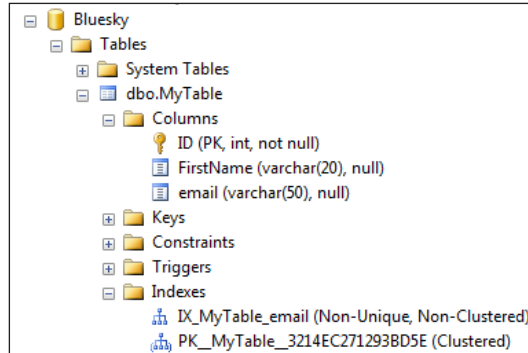 Bluesky
Tables
System Tables
dbo.MyTable
Columns
ID (PK, int, not null)
FirstName (varchar(20), null)
email (varchar(50), null)
Keys
Constraints
Triggers
Indexes
IX_MyTable_email (Non-Unique, Non-Clustered)
PK__MyTable__3214EC271293BD5E (Clustered)